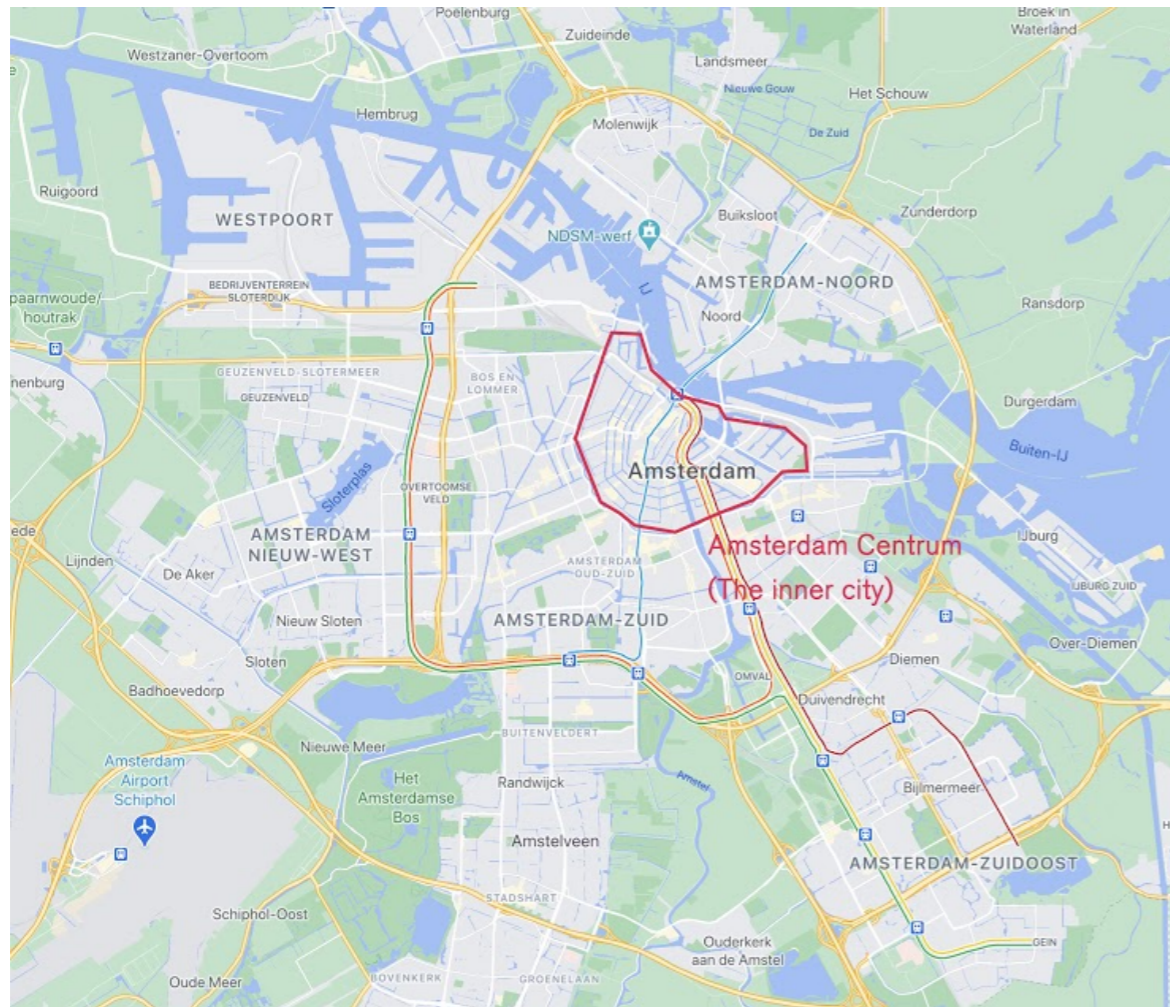 Poelenburg
Broek in
Waterland
Zuideinde
Westzaner-Overtoom
Landsmeer
Nieuwe Gouw
Het Schouw
Hembrug
Molenwijk
De Zuid
Ruigoord
WESTPOORT
Buiksloot
Zunderdorp
NDSM-werf
AMSTERDAM-NOORD
BEDRIJVENTERREIN
SLOTERDIJK
IJ
paarnwoude/
houtrak
Noord
Ransdorp
GEUZENVELD-SLOTERMEER
BOS EN
LOMMER
nenburg
GEUZENVELD
Durgerdam
Buiten-IJ
Amsterdam
Sloterplas
OVERTOOMSE
VELD
ede
AMSTERDAM
NIEUW-WEST
Lijnden
De Aker
Amsterdam Centrum
(The inner city)
IJburg
AMSTERDAM
OUD-ZUID
IJBURG ZUID
Nieuw Sloten
AMSTERDAM-ZUID
Over-Diemen
Sloten
Diemen
OMVAL
Badhoevedorp
Duivendrecht
BUITENVELDERT
Nieuwe Meer
Amsterdam
Airport
Schiphol
Het
Amsterdamse
Bos
Randwijck
Amstel
Bijlmermeer
Amstelveen
AMSTERDAM-ZUIDOOST
STADSHART
Schiphol-Oost
Ouderkerk
aan de Amstel
GEIN
Oude Meer
BOVENKERK
GROENELAAN